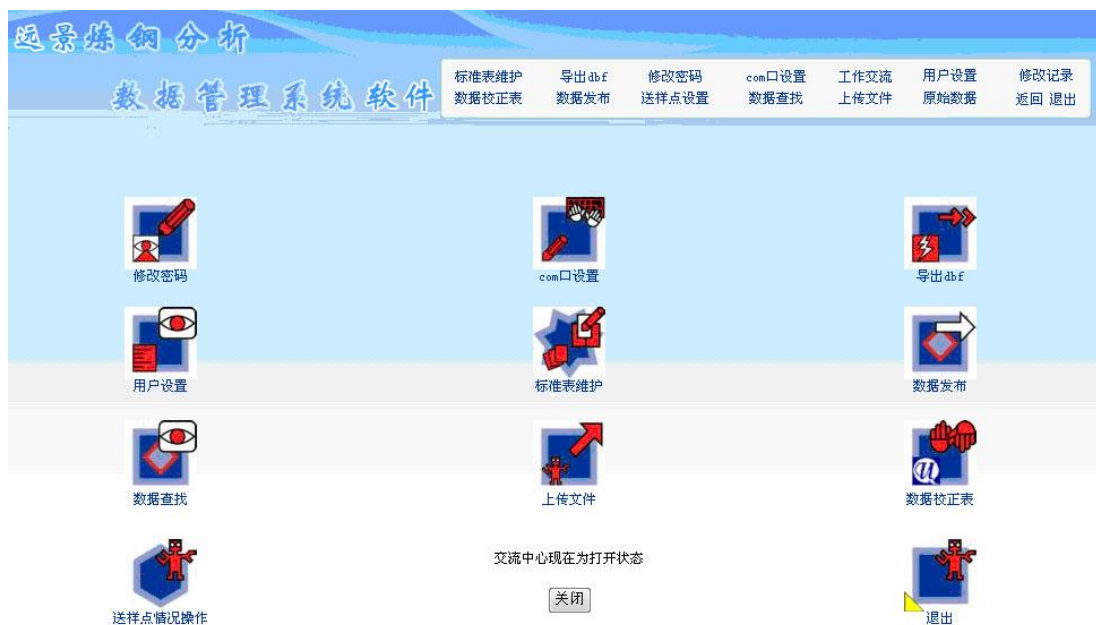 远景炼钢分析
数据管理系统软件
标准表维护 导出dbf 修改密码 com口设置 工作交流 用户设置 修改记录
数据校正表 数据发布 送样点设置 数据查找 上传文件 原始数据 返回 退出
修改密码 com口设置 导出dbf
用户设置 标准表维护 数据发布
数据查找 上传文件 数据校正表
交流中心现在为打开状态
关闭
送样点情况操作 退出